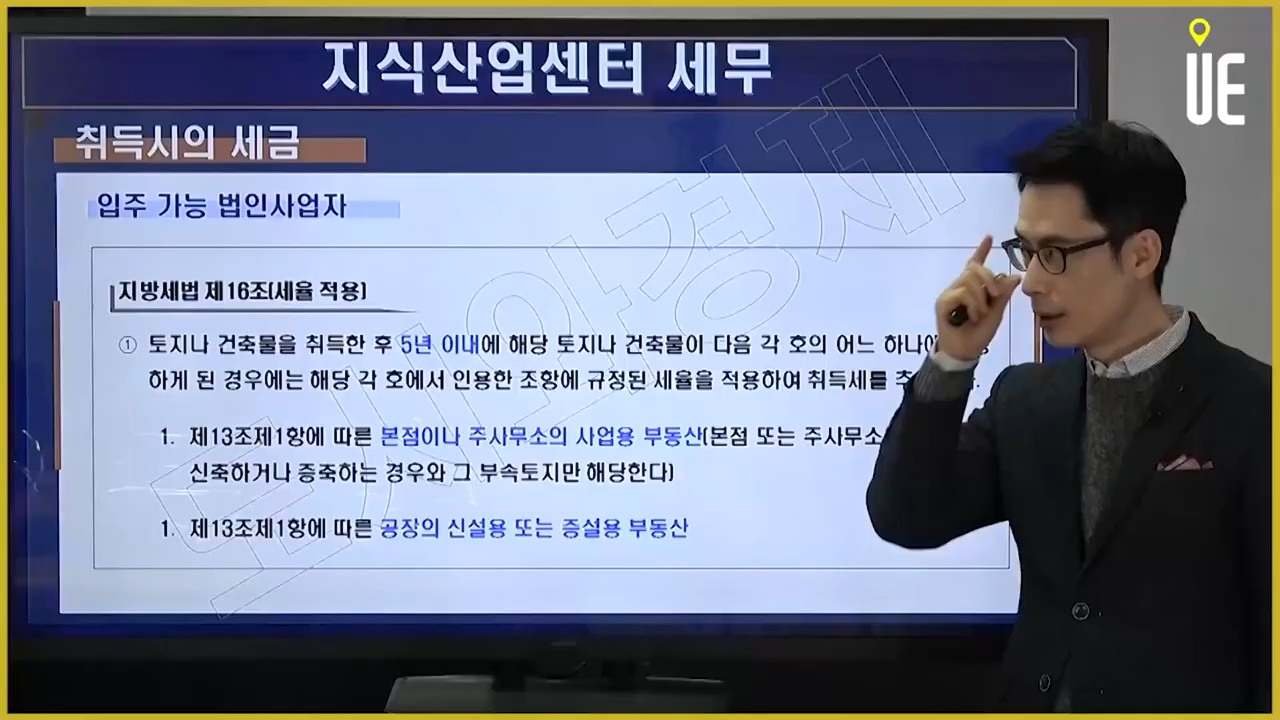 지식산업센터 세무
UE
취득시의 세금
입주 가능 법인사업자
지방세법 제16조(세율 적용)
① 토지나 건축물을 취득한 후 5년 이내에 해당 토지나 건축물이 다음 각 호의 어느 하나에
하게 된 경우에는 해당 각 호에서 인용한 조항에 규정된 세율을 적용하여 취득세를
1. 제13조제1항에 따른 본점이나 주사무소의 사업용 부동산(본점 또는 주사무소
신축하거나 증축하는 경우와 그 부속토지만 해당한다)
1. 제13조제1항에 따른 공장의 신설용 또는 증설용 부동산
도시와경제